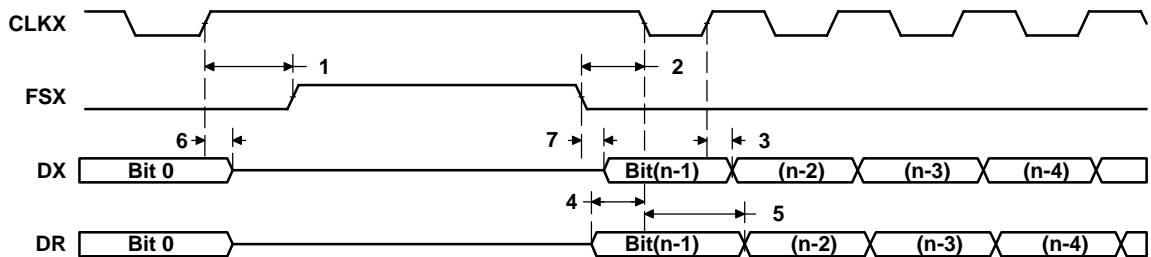 CLKX
1
2
FSX
6
7
3
DX Bit 0 Bit(n-1) (n-2) (n-3) (n-4)
4
5
DR Bit 0 Bit(n-1) (n-2) (n-3) (n-4)